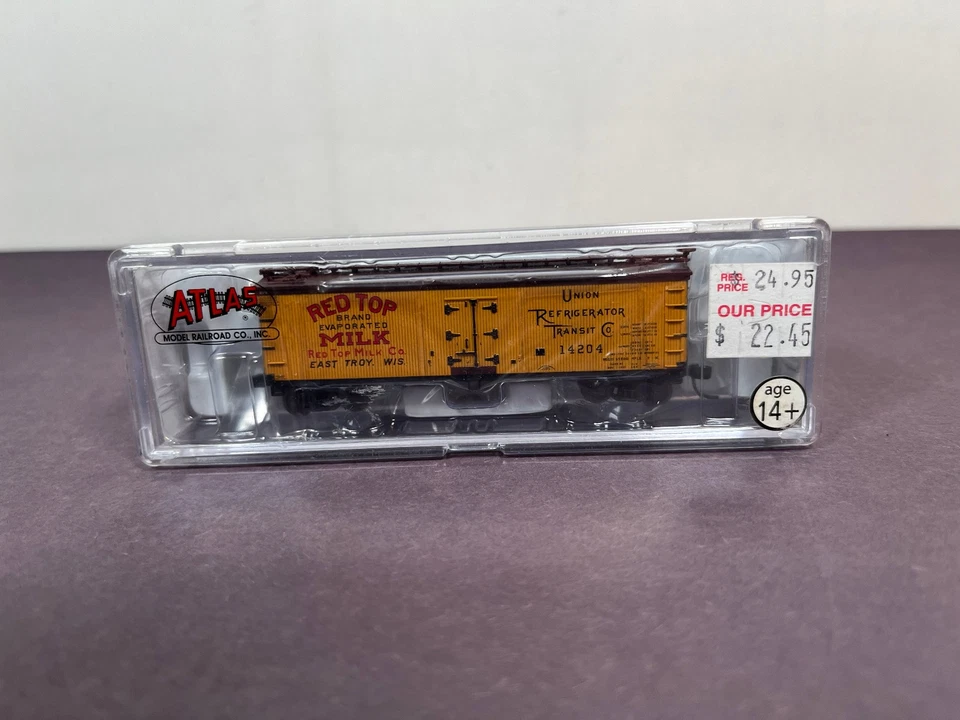 ATLAS
®
MODEL RAILROAD CO., INC.
RED TOP
BRAND
EVAPORATED
MILK
RED TOP MILK CO.
EAST TROY, WIS.
UNION
REFRIGERATOR
TRANSIT CO
14204
REG. PRICE $ 24.95
OUR PRICE
$ 22.45
age
14+